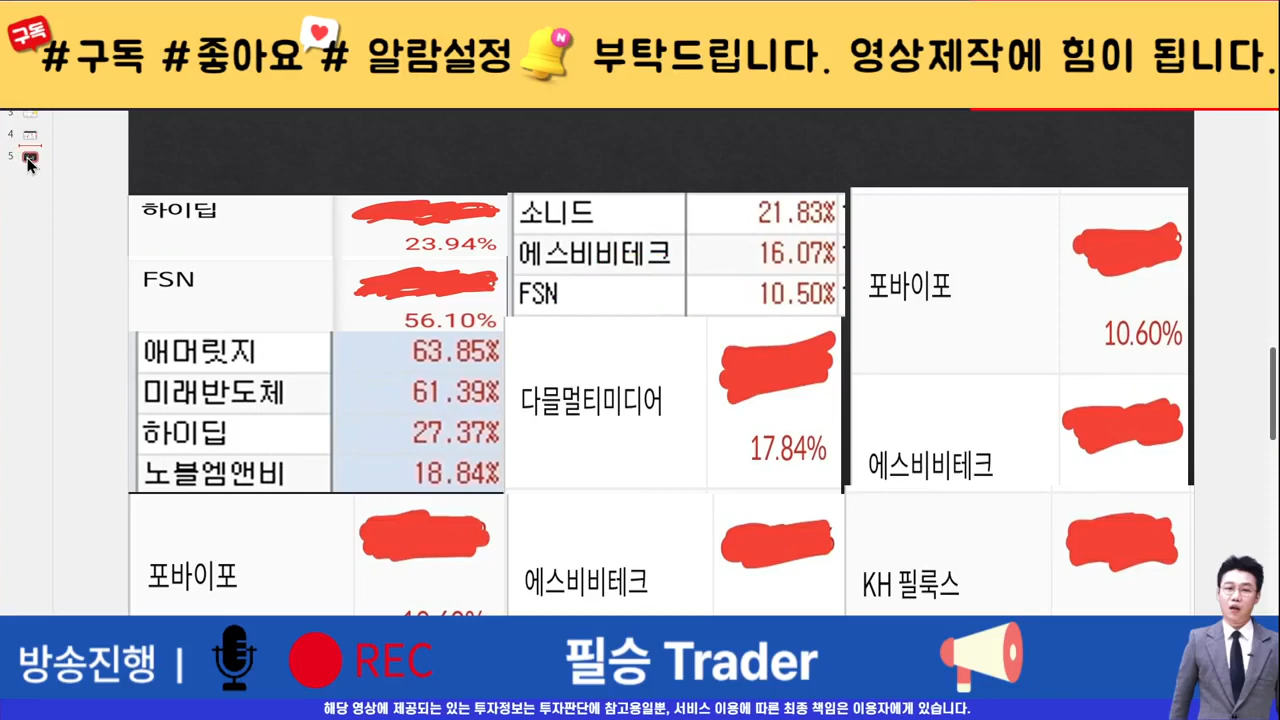 구독
#구독 #좋아요 # 알람설정 N 부탁드립니다. 영상제작에 힘이 됩니다.
3
4
5
하이딥
23.94%
FSN
56.10%
애머릿지 63.85%
미래반도체 61.39%
하이딥 27.37%
노블엠앤비 18.84%
소니드 21.83%
에스비비테크 16.07%
FSN 10.50%
다믈멀티미디어
17.84%
포바이포
10.60%
에스비비테크
포바이포
에스비비테크
KH 필룩스
방송진행 | REC 필승 Trader
해당 영상에 제공되는 있는 투자정보는 투자판단에 참고용일뿐, 서비스 이용에 따른 최종 책임은 이용자에게 있습니다.